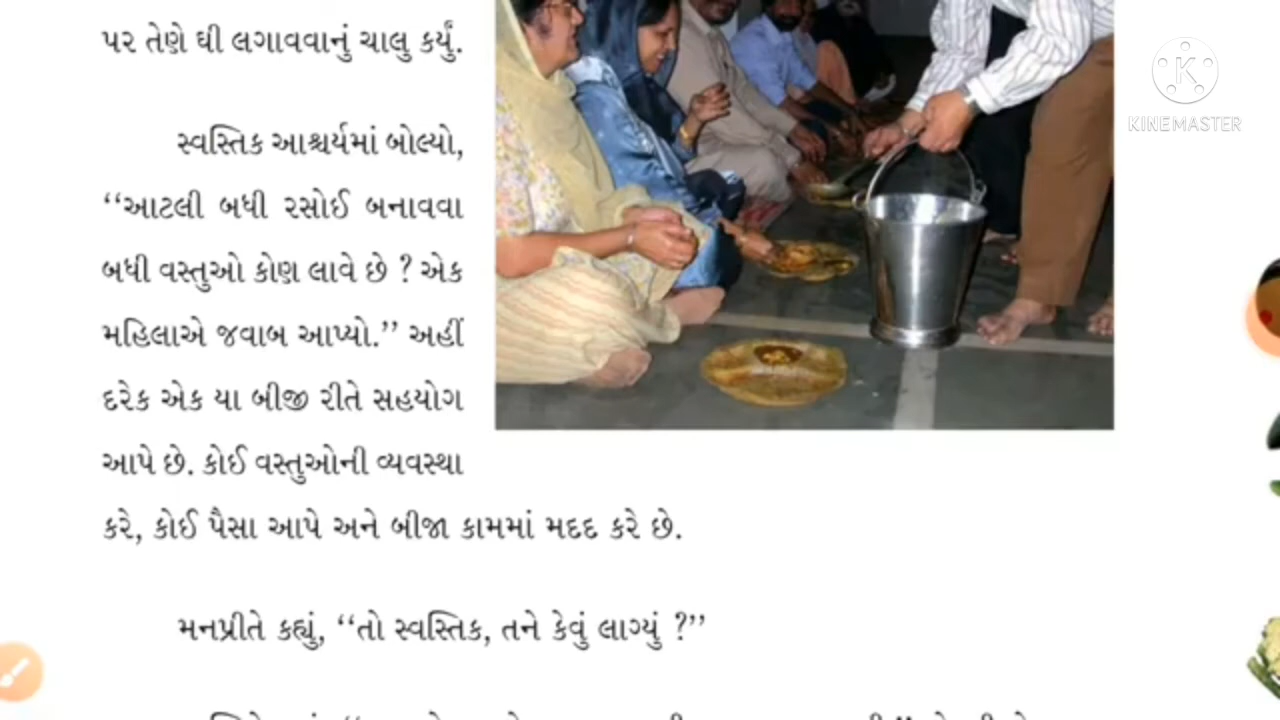 પર તેણે ઘી લગાવવાનું ચાલુ કર્યું.
સ્વસ્તિક આશ્ચર્યમાં બોલ્યો,
“આટલી બધી રસોઈ બનાવવા
બધી વસ્તુઓ કોણ લાવે છે ? એક
મહિલાએ જવાબ આપ્યો.” અહીં
દરેક એક યા બીજી રીતે સહયોગ
આપે છે. કોઈ વસ્તુઓની વ્યવસ્થા
કરે, કોઈ પૈસા આપે અને બીજા કામમાં મદદ કરે છે.
મનપ્રીતે કહ્યું, “તો સ્વસ્તિક, તને કેવું લાગ્યું ?”
K
KINEMASTER